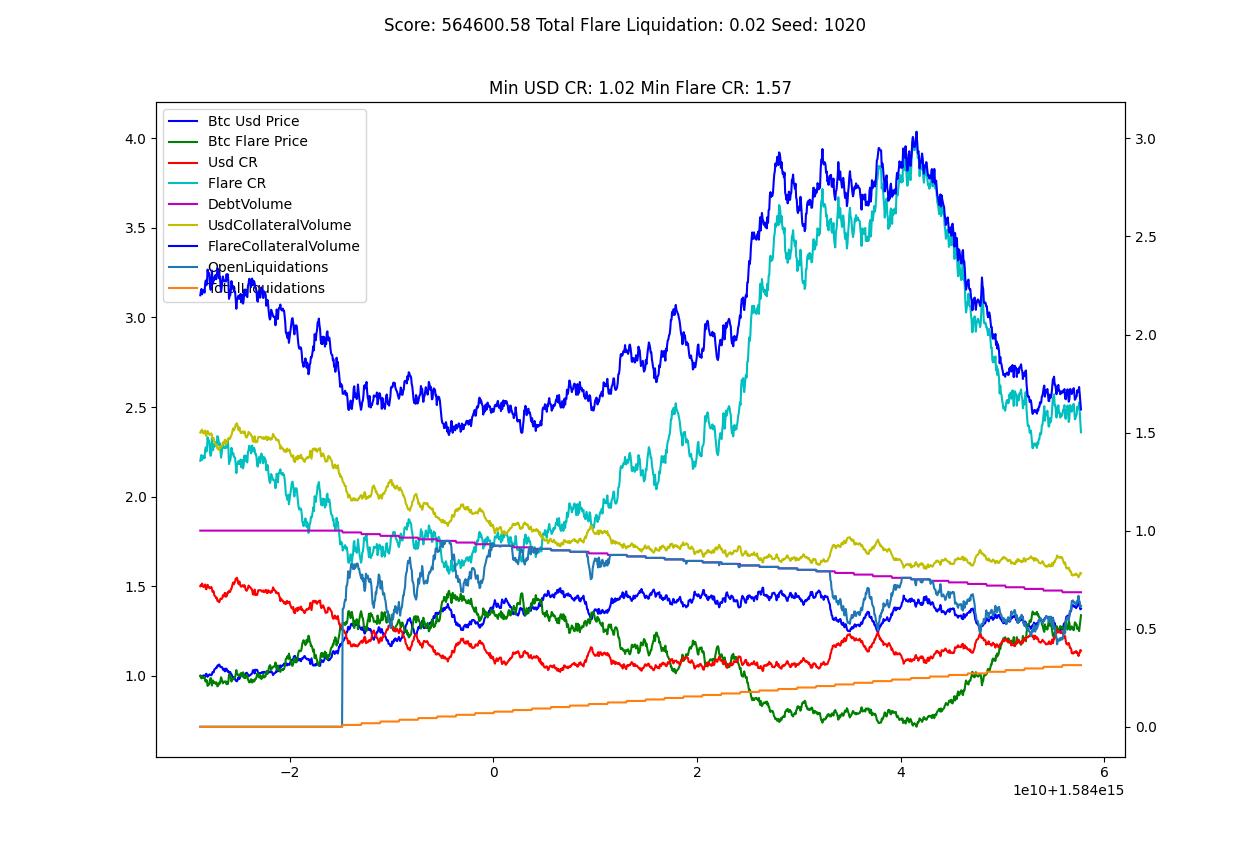 Score: 564600.58 Total Flare Liquidation: 0.02 Seed: 1020
Min USD CR: 1.02 Min Flare CR: 1.57
Btc Usd Price
Btc Flare Price
Usd CR
Flare CR
DebtVolume
UsdCollateralVolume
FlareCollateralVolume
OpenLiquidations
TotalLiquidations
4.0
3.5
3.0
2.5
2.0
1.5
1.0
3.0
2.5
2.0
1.5
1.0
0.5
0.0
−2 0 2 4 6
1e10+1.584e15